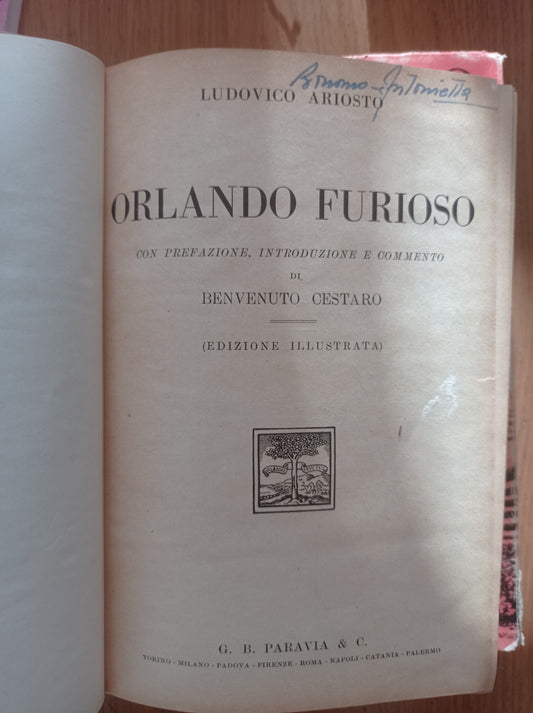 Bonomo Antonietta
LUDOVICO ARIOSTO
ORLANDO FURIOSO
CON PREFAZIONE, INTRODUZIONE E COMMENTO
DI
BENVENUTO CESTARO
(EDIZIONE ILLUSTRATA)
G. B. PARAVIA & C.
TORINO - MILANO - PADOVA - FIRENZE - ROMA - NAPOLI - CATANIA - PALERMO